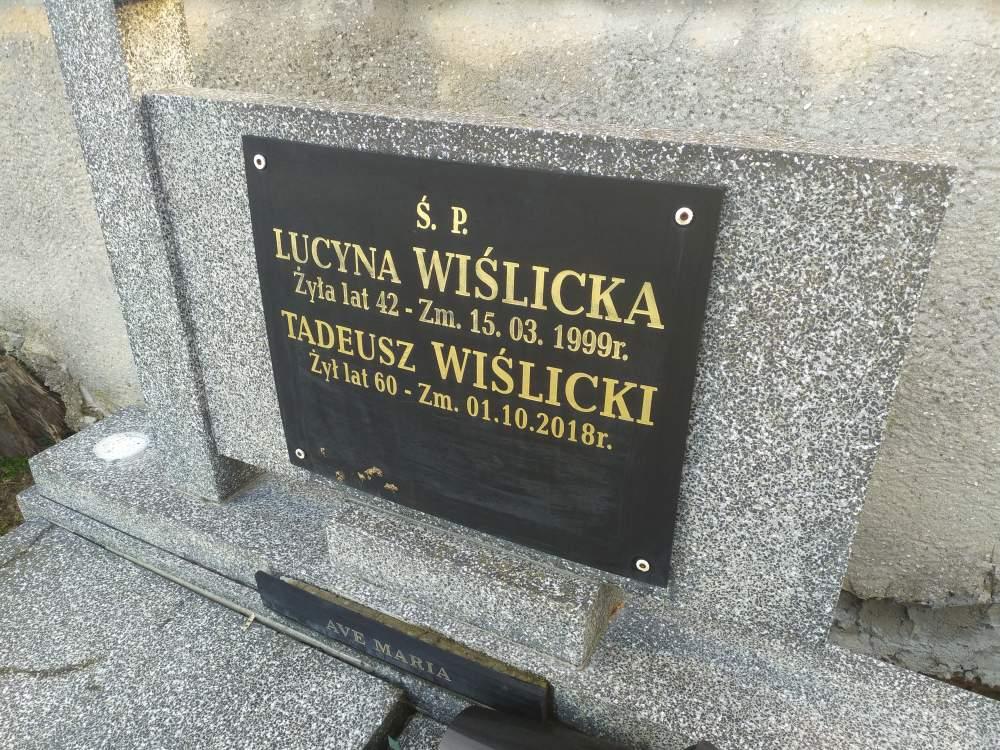 Ś. P.
LUCYNA WIŚLICKA
Żyła lat 42 - Zm. 15. 03. 1999r.
TADEUSZ WIŚLICKI
Żył lat 60 - Zm. 01.10.2018r.
AVE MARIA